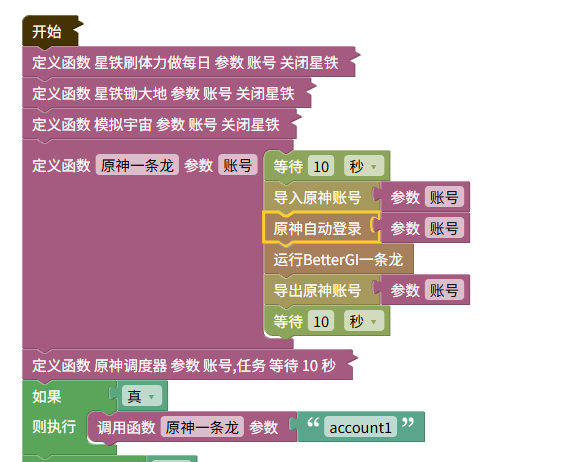 开始
定义函数 星铁刷体力做每日 参数 账号 关闭星铁
定义函数 星铁锄大地 参数 账号 关闭星铁
定义函数 模拟宇宙 参数 账号 关闭星铁
定义函数 原神一条龙 参数 账号 等待 10 秒
导入原神账号 参数 账号
原神自动登录 参数 账号
运行BetterGI一条龙
导出原神账号 参数 账号
等待 10 秒
定义函数 原神调度器 参数 账号,任务 等待 10 秒
如果 真
则执行 调用函数 原神一条龙 参数 “ account1 ”